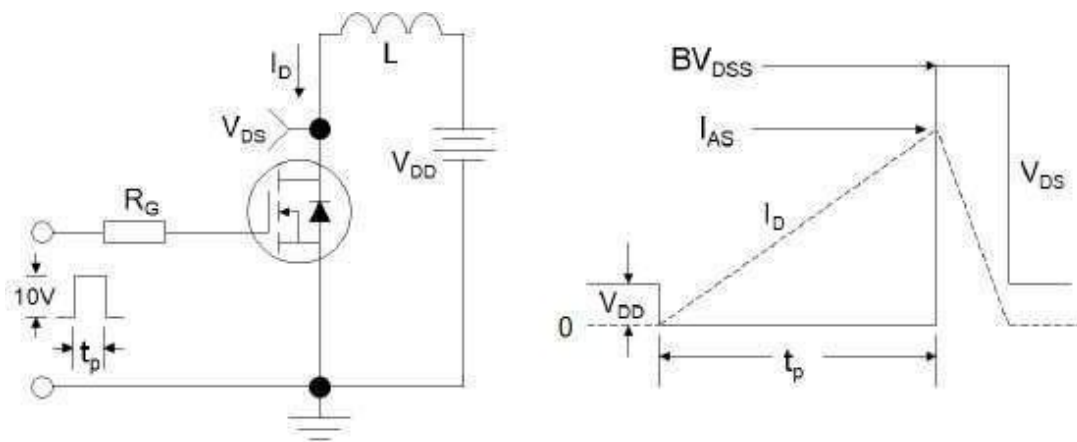 L
I_D
V_DS
V_DD
R_G
10V
t_p
BV_DSS
I_AS
V_DS
I_D
V_DD
0
t_p